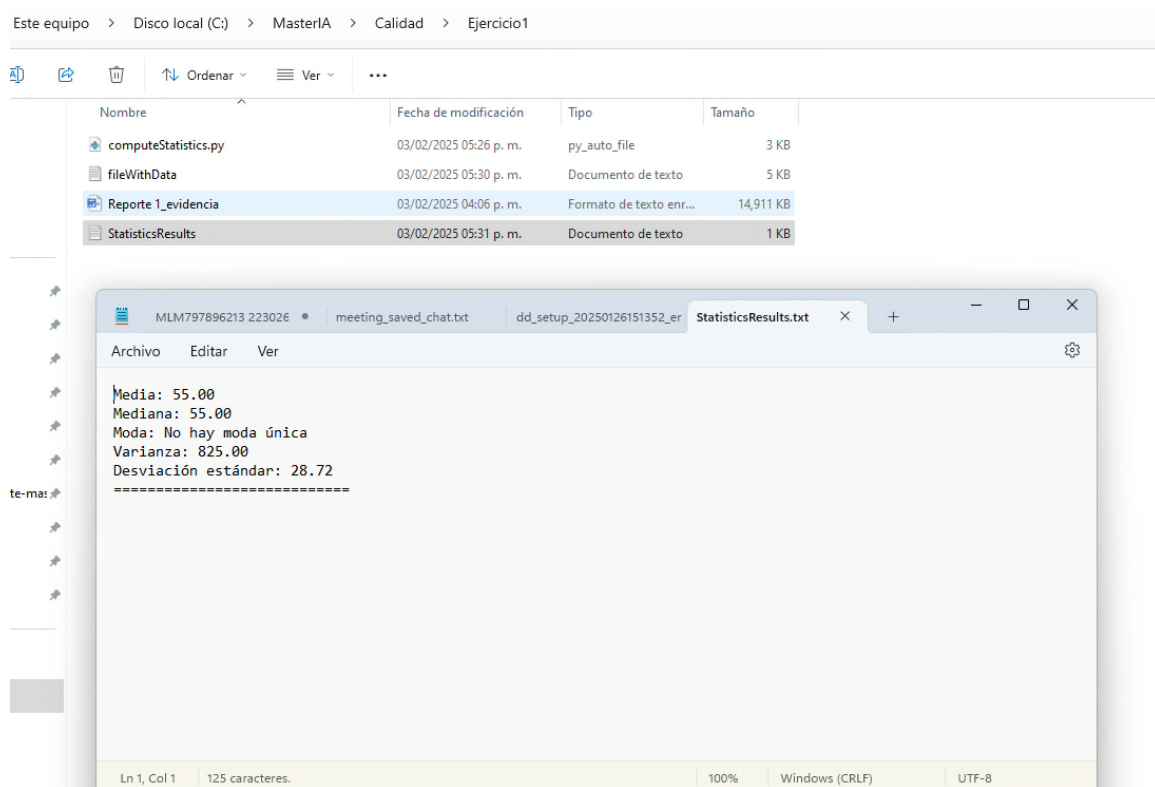 Este equipo > Disco local (C:) > MasterIA > Calidad > Ejercicio1
Ordenar Ver ...
Nombre Fecha de modificación Tipo Tamaño
computeStatistics.py 03/02/2025 05:26 p. m. py_auto_file 3 KB
fileWithData 03/02/2025 05:30 p. m. Documento de texto 5 KB
Reporte 1_evidencia 03/02/2025 04:06 p. m. Formato de texto enr... 14,911 KB
StatisticsResults 03/02/2025 05:31 p. m. Documento de texto 1 KB
MLM797896213 223026 meeting_saved_chat.txt dd_setup_20250126151352_er StatisticsResults.txt
Archivo Editar Ver
Media: 55.00
Mediana: 55.00
Moda: No hay moda única
Varianza: 825.00
Desviación estándar: 28.72
============================
te-mas
Ln 1, Col 1 125 caracteres. 100% Windows (CRLF) UTF-8